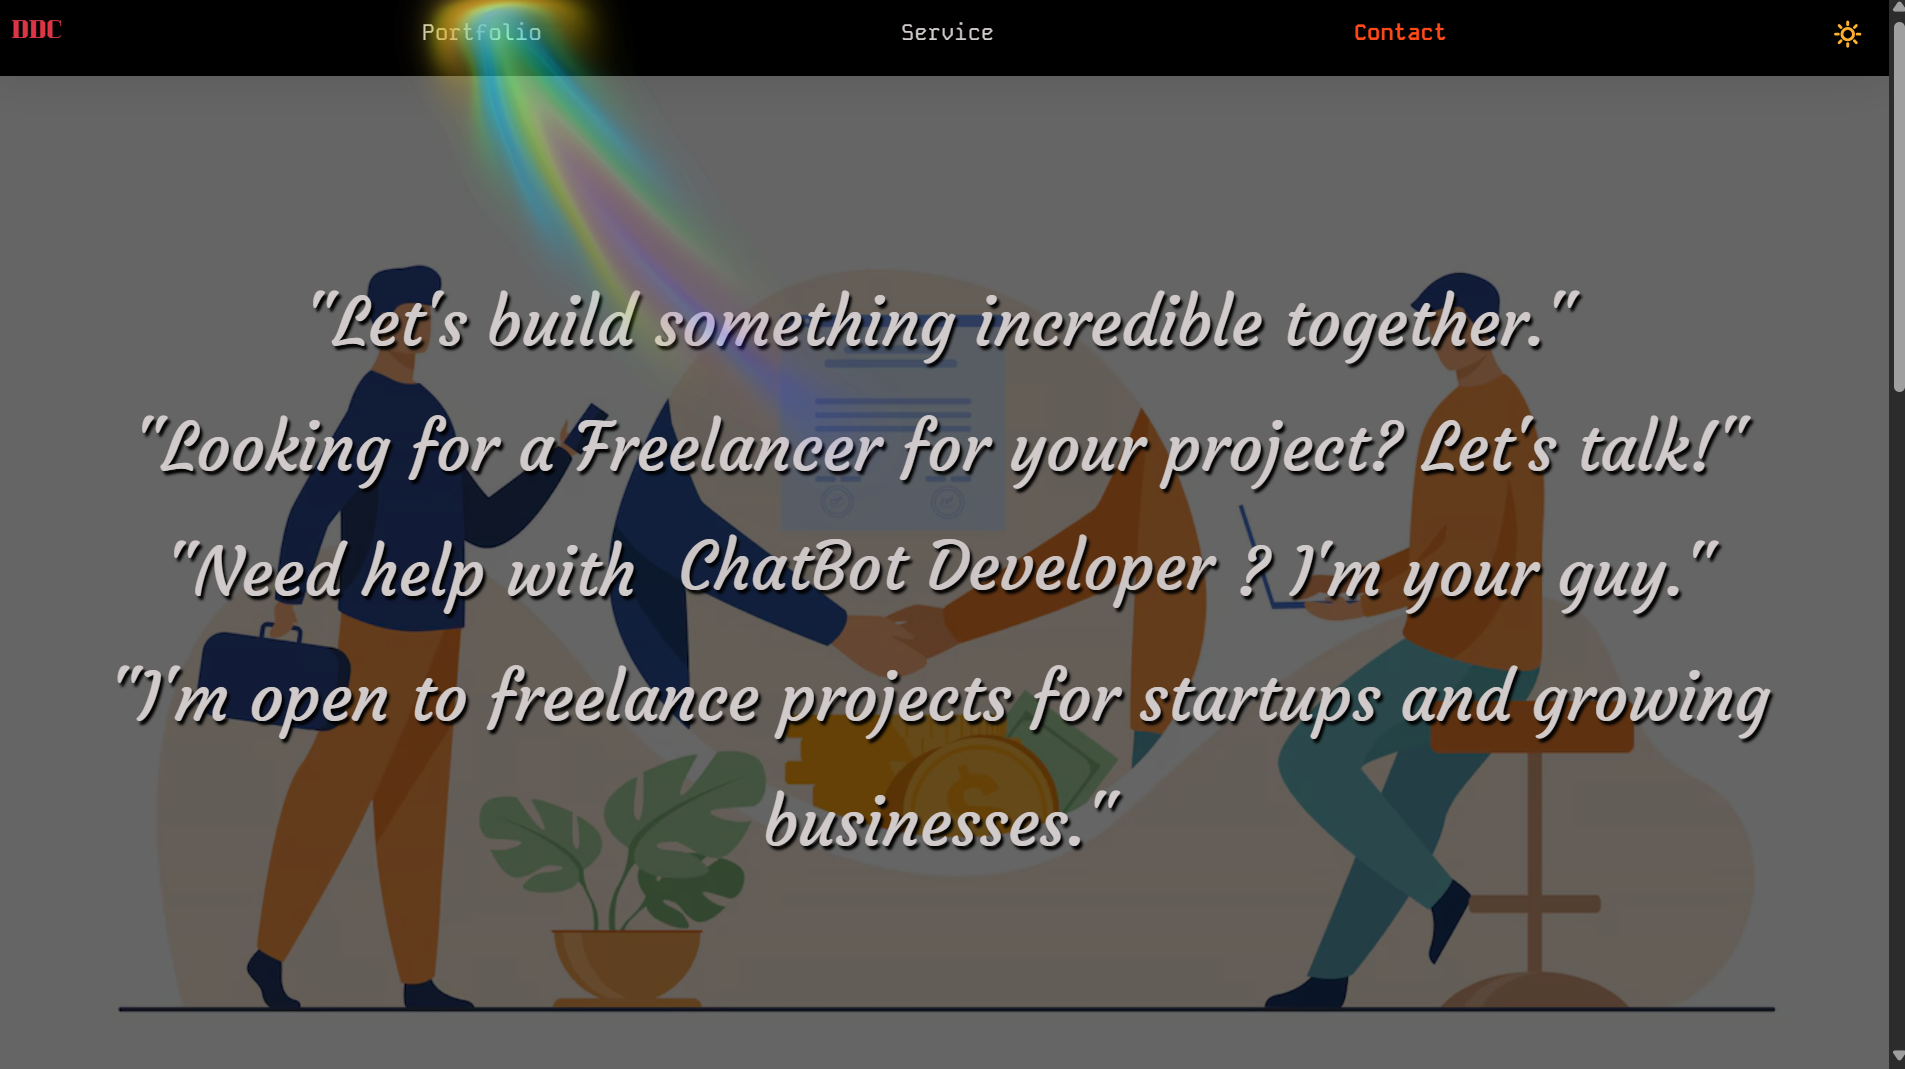 DDC
Portfolio
Service
Contact
"Let's build something incredible together."
"Looking for a Freelancer for your project? Let's talk!"
"Need help with ChatBot Developer ? I'm your guy."
"I'm open to freelance projects for startups and growing
businesses."